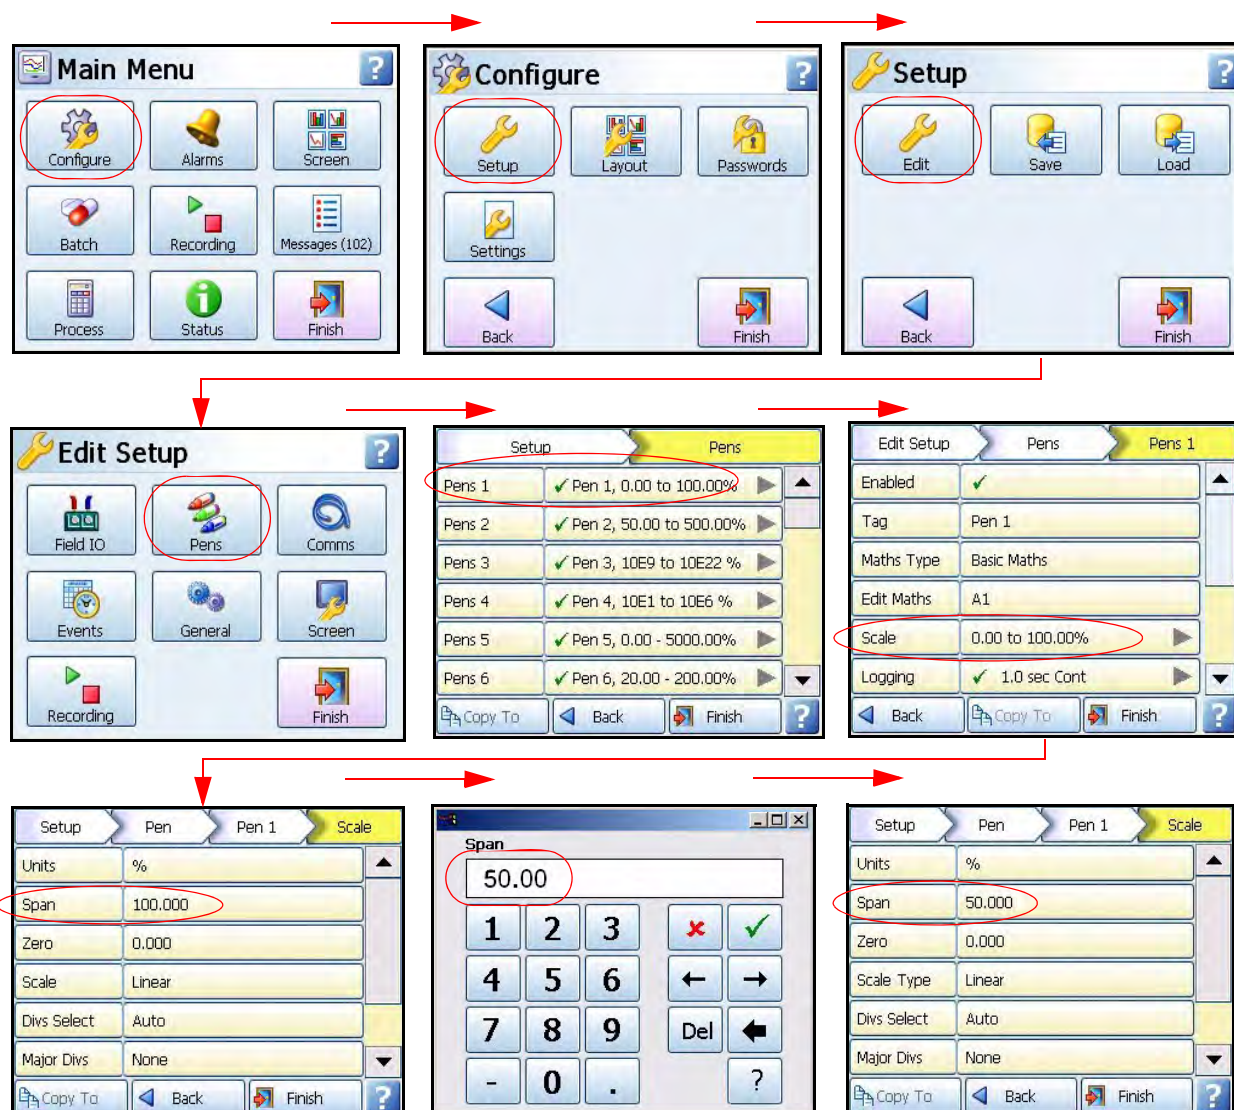 Main Menu ?
Configure Alarms Screen
Batch Recording Messages (102)
Process Status Finish
Configure ?
Setup Layout Passwords
Settings
Back Finish
Setup ?
Edit Save Load
Back Finish
Edit Setup ?
Field IO Pens Comms
Events General Screen
Recording Finish
Setup Pens
Pens 1 ✓ Pen 1, 0.00 to 100.00%
Pens 2 ✓ Pen 2, 50.00 to 500.00%
Pens 3 ✓ Pen 3, 10E9 to 10E22 %
Pens 4 ✓ Pen 4, 10E1 to 10E6 %
Pens 5 ✓ Pen 5, 0.00 - 5000.00%
Pens 6 ✓ Pen 6, 20.00 - 200.00%
Copy To Back Finish ?
Edit Setup Pens Pens 1
Enabled ✓
Tag Pen 1
Maths Type Basic Maths
Edit Maths A1
Scale 0.00 to 100.00%
Logging ✓ 1.0 sec Cont
Back Copy To Finish ?
Setup Pen Pen 1 Scale
Units %
Span 100.000
Zero 0.000
Scale Linear
Divs Select Auto
Major Divs None
Copy To Back Finish ?
Span
50.00
1 2 3
4 5 6
7 8 9 Del
- 0 . ?
Setup Pen Pen 1 Scale
Units %
Span 50.000
Zero 0.000
Scale Type Linear
Divs Select Auto
Major Divs None
Copy To Back Finish ?